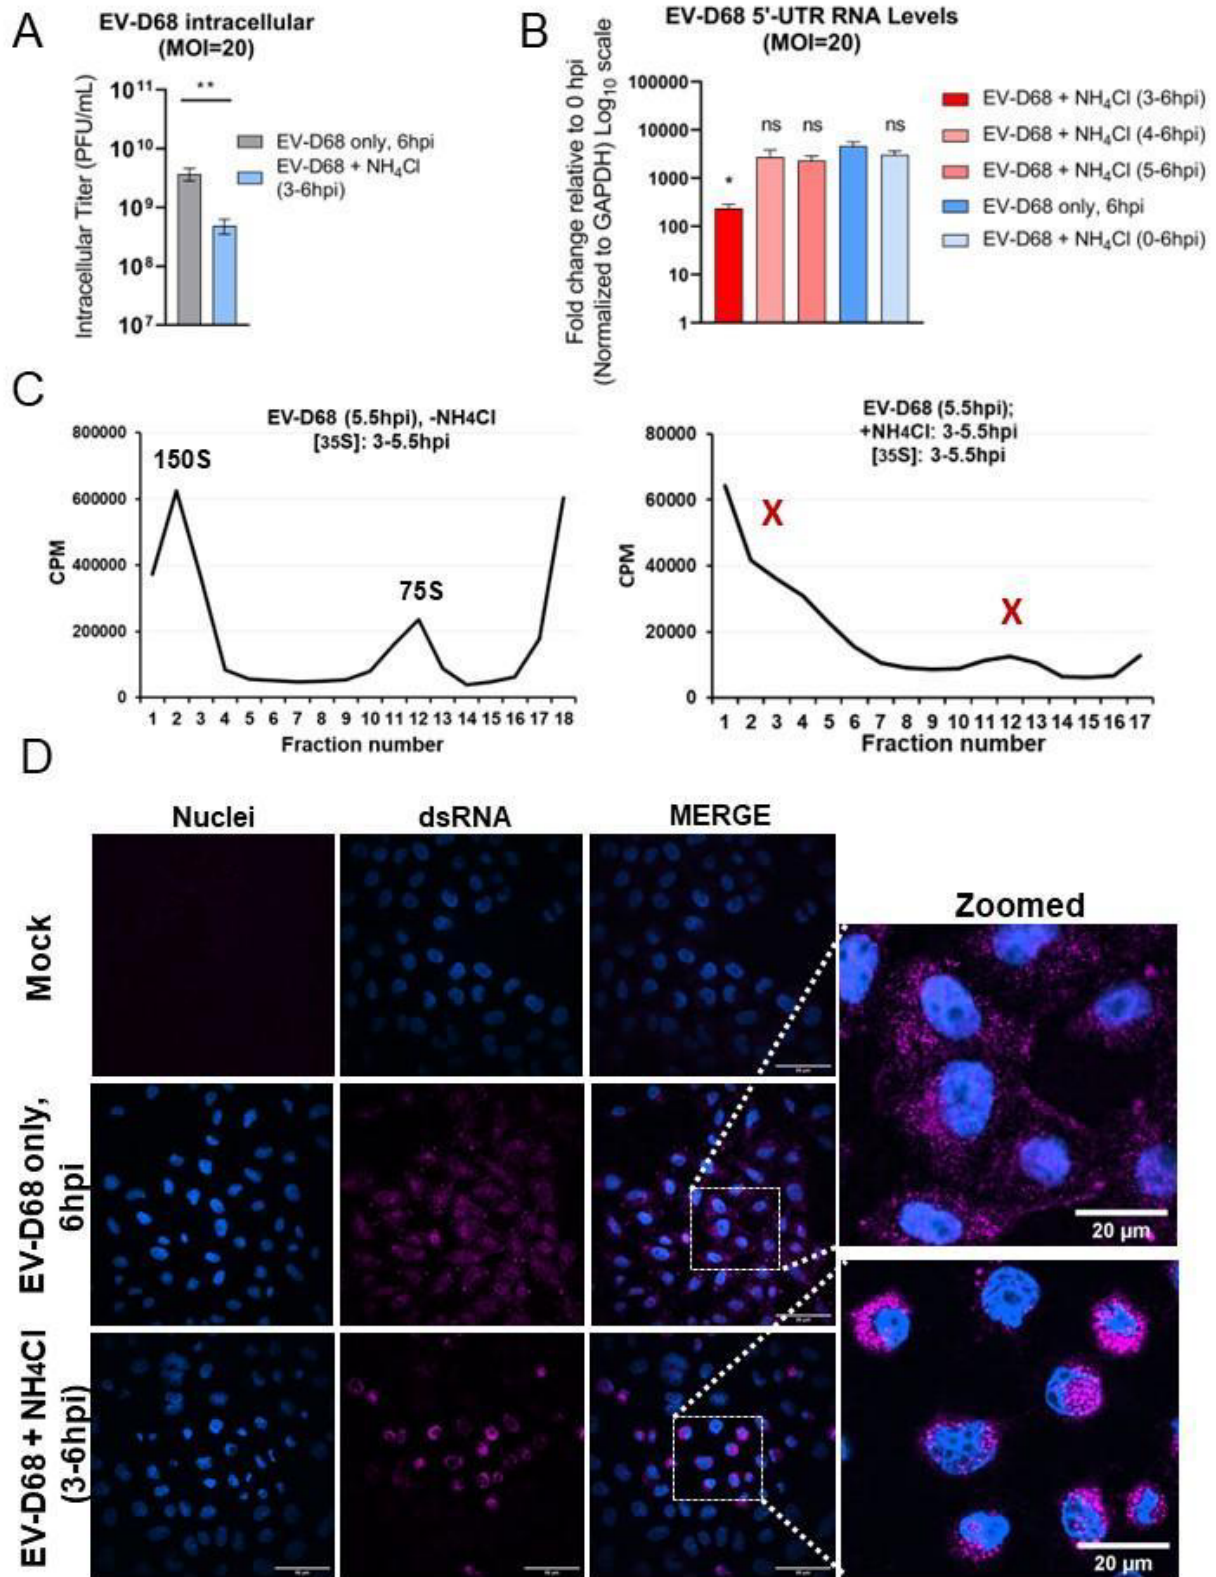 A
EV-D68 intracellular
(MOI=20)
Intracellular Titer (PFU/mL)
10¹¹
10¹⁰
10⁹
10⁸
10⁷
**
EV-D68 only, 6hpi
EV-D68 + NH₄Cl
(3-6hpi)
B
EV-D68 5'-UTR RNA Levels
(MOI=20)
Fold change relative to 0 hpi
(Normalized to GAPDH) Log₁₀ scale
100000
10000
1000
100
10
1
*
ns
ns
ns
EV-D68 + NH₄Cl (3-6hpi)
EV-D68 + NH₄Cl (4-6hpi)
EV-D68 + NH₄Cl (5-6hpi)
EV-D68 only, 6hpi
EV-D68 + NH₄Cl (0-6hpi)
C
EV-D68 (5.5hpi), -NH4Cl
[35S]: 3-5.5hpi
CPM
800000
600000
400000
200000
0
150S
75S
1 2 3 4 5 6 7 8 9 10 11 12 13 14 15 16 17 18
Fraction number
EV-D68 (5.5hpi);
+NH4Cl: 3-5.5hpi
[35S]: 3-5.5hpi
CPM
80000
60000
40000
20000
0
X
X
1 2 3 4 5 6 7 8 9 10 11 12 13 14 15 16 17
Fraction number
D
Nuclei
dsRNA
MERGE
Zoomed
Mock
EV-D68 only,
6hpi
20 µm
EV-D68 + NH4Cl
(3-6hpi)
20 µm